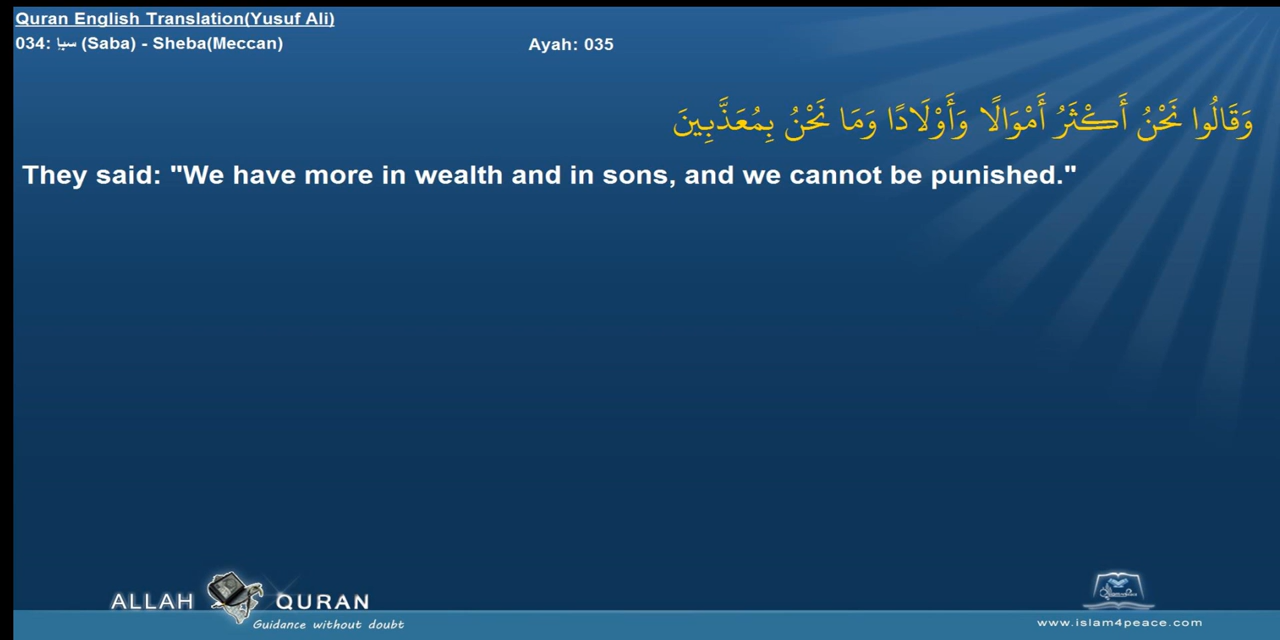 Quran English Translation(Yusuf Ali)
034: سبإ (Saba) - Sheba(Meccan) Ayah: 035
وَقَالُوا نَحْنُ أَكْثَرُ أَمْوَالًا وَأَوْلَادًا وَمَا نَحْنُ بِمُعَذَّبِينَ
They said: "We have more in wealth and in sons, and we cannot be punished."
ALLAH QURAN
Guidance without doubt
www.islam4peace.com